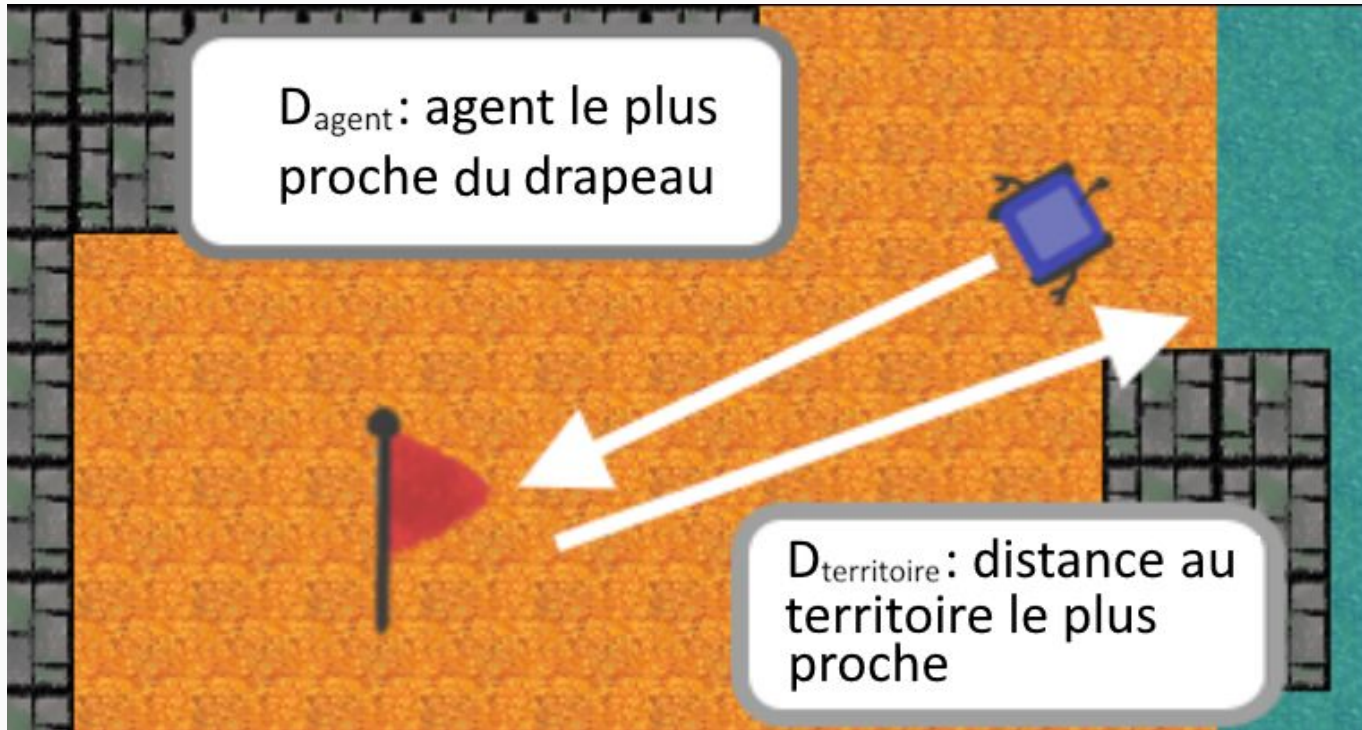 Dagent : agent le plus
proche du drapeau
Dterritoire : distance au
territoire le plus
proche